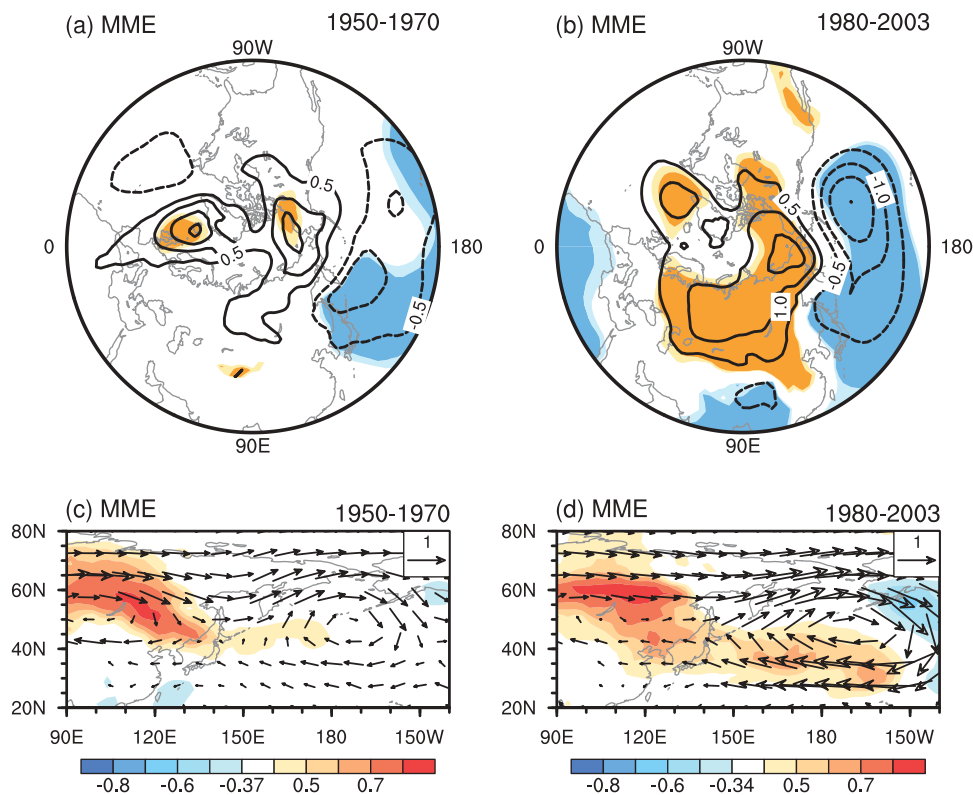 (a) MME 1950-1970
(b) MME 1980-2003
90W
90W
0.5
0.5
-0.5
0
180
90E
-1.0
0.5
-0.5
1.0
0
180
90E
(c) MME 1950-1970
(d) MME 1980-2003
80N
60N
40N
20N
1
90E 120E 150E 180E 150W
80N
60N
40N
20N
1
90E 120E 150E 180E 150W
-0.8 -0.6 -0.37 0.5 0.7
-0.8 -0.6 -0.34 0.5 0.7